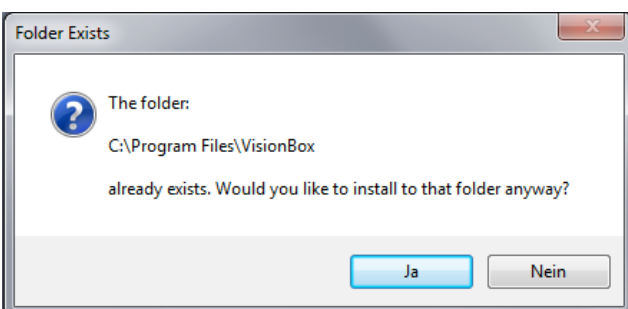 Folder Exists
The folder:
C:\Program Files\VisionBox
already exists. Would you like to install to that folder anyway?
Ja
Nein